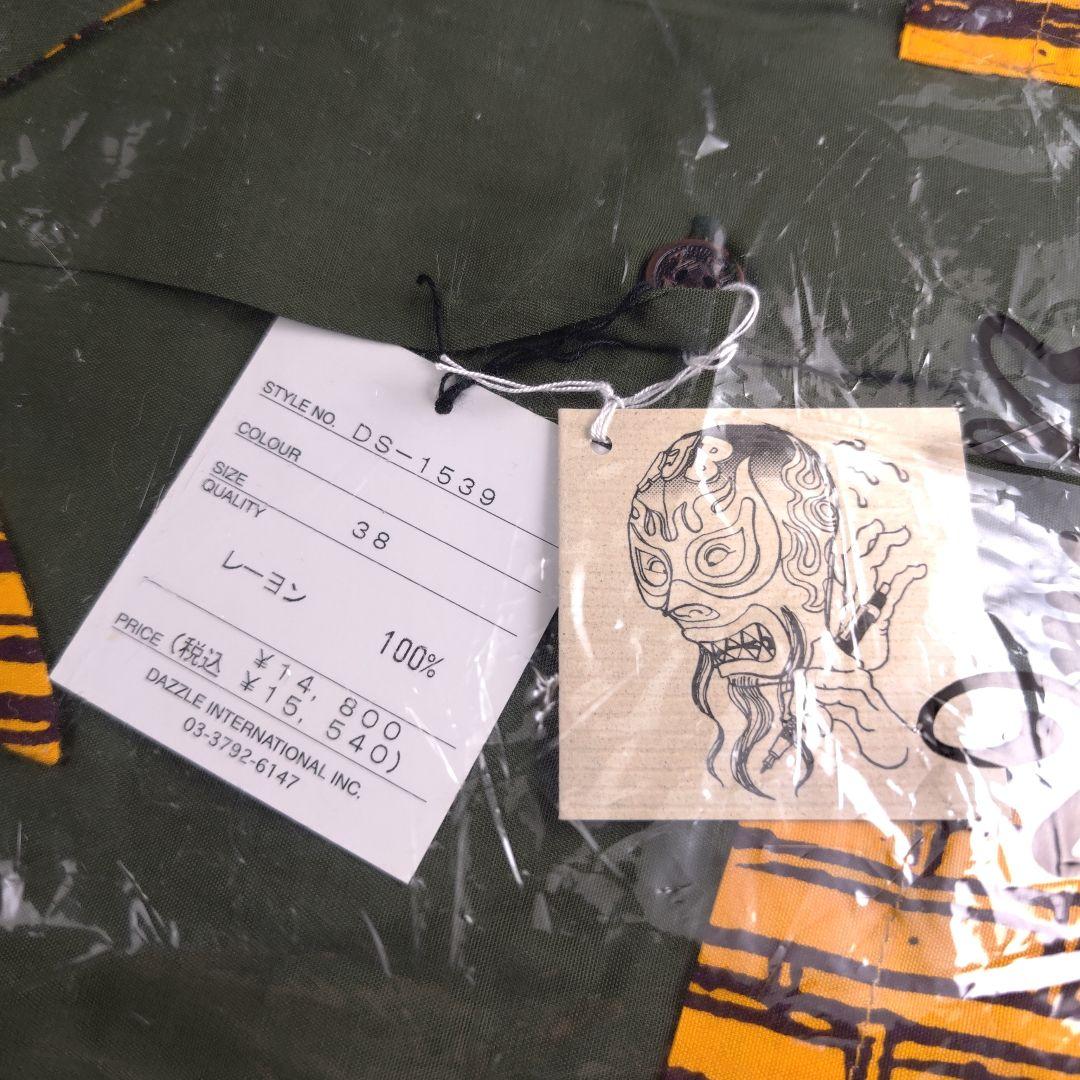 STYLE NO. DS-1539
COLOUR
SIZE 38
QUALITY
レーヨン
100%
PRICE ¥14,800
(税込 ¥15,540)
DAZZLE INTERNATIONAL INC.
03-3792-6147